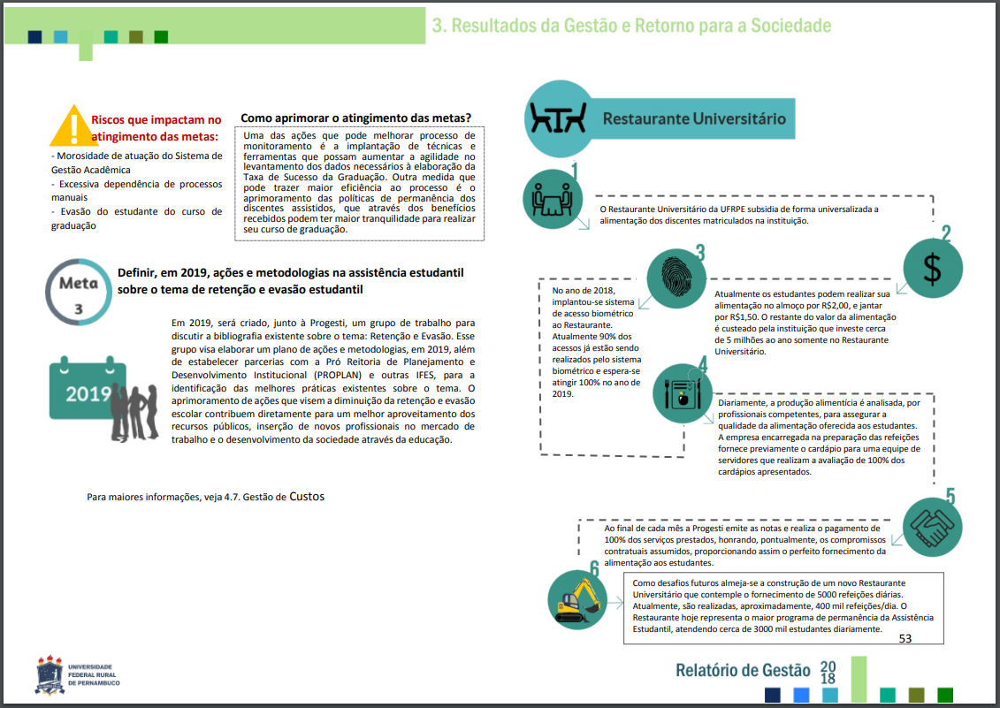 3. Resultados da Gestão e Retorno para a Sociedade
Riscos que impactam no
atingimento das metas:
- Morosidade de atuação do Sistema de
Gestão Acadêmica
- Excessiva dependência de processos
manuais
- Evasão do estudante do curso de
graduação
Como aprimorar o atingimento das metas?
Uma das ações que pode melhorar processo de
monitoramento é a implantação de técnicas e
ferramentas que possam aumentar a agilidade no
levantamento dos dados necessários à elaboração da
Taxa de Sucesso da Graduação. Outra medida que
pode trazer maior eficiência ao processo é o
aprimoramento das políticas de permanência dos
discentes assistidos, que através dos benefícios
recebidos podem ter maior tranquilidade para realizar
seu curso de graduação.
Meta
3
Definir, em 2019, ações e metodologias na assistência estudantil
sobre o tema de retenção e evasão estudantil
2019
Em 2019, será criado, junto à Progesti, um grupo de trabalho para
discutir a bibliografia existente sobre o tema: Retenção e Evasão. Esse
grupo visa elaborar um plano de ações e metodologias, em 2019, além
de estabelecer parcerias com a Pró Reitoria de Planejamento e
Desenvolvimento Institucional (PROPLAN) e outras IFES, para a
identificação das melhores práticas existentes sobre o tema. O
aprimoramento de ações que visem a diminuição da retenção e evasão
escolar contribuem diretamente para um melhor aproveitamento dos
recursos públicos, inserção de novos profissionais no mercado de
trabalho e o desenvolvimento da sociedade através da educação.
Para maiores informações, veja 4.7. Gestão de Custos
Restaurante Universitário
1
O Restaurante Universitário da UFRPE subsidia de forma universalizada a
alimentação dos discentes matriculados na instituição.
2
$
Atualmente os estudantes podem realizar sua
alimentação no almoço por R$2,00, e jantar
por R$1,50. O restante do valor da alimentação
é custeado pela instituição que investe cerca
de 5 milhões ao ano somente no Restaurante
Universitário.
3
No ano de 2018,
implantou-se sistema
de acesso biométrico
ao Restaurante.
Atualmente 90% dos
acessos já estão sendo
realizados pelo sistema
biométrico e espera-se
atingir 100% no ano de
2019.
4
Diariamente, a produção alimentícia é analisada, por
profissionais competentes, para assegurar a
qualidade da alimentação oferecida aos estudantes.
A empresa encarregada na preparação das refeições
fornece previamente o cardápio para uma equipe de
servidores que realizam a avaliação de 100% dos
cardápios apresentados.
5
Ao final de cada mês a Progesti emite as notas e realiza o pagamento de
100% dos serviços prestados, honrando, pontualmente, os compromissos
contratuais assumidos, proporcionando assim o perfeito fornecimento da
alimentação aos estudantes.
6
Como desafios futuros almeja-se a construção de um novo Restaurante
Universitário que contemple o fornecimento de 5000 refeições diárias.
Atualmente, são realizadas, aproximadamente, 400 mil refeições/dia. O
Restaurante hoje representa o maior programa de permanência da Assistência
Estudantil, atendendo cerca de 3000 mil estudantes diariamente.
53
UNIVERSIDADE
FEDERAL RURAL
DE PERNAMBUCO
Relatório de Gestão 20
18